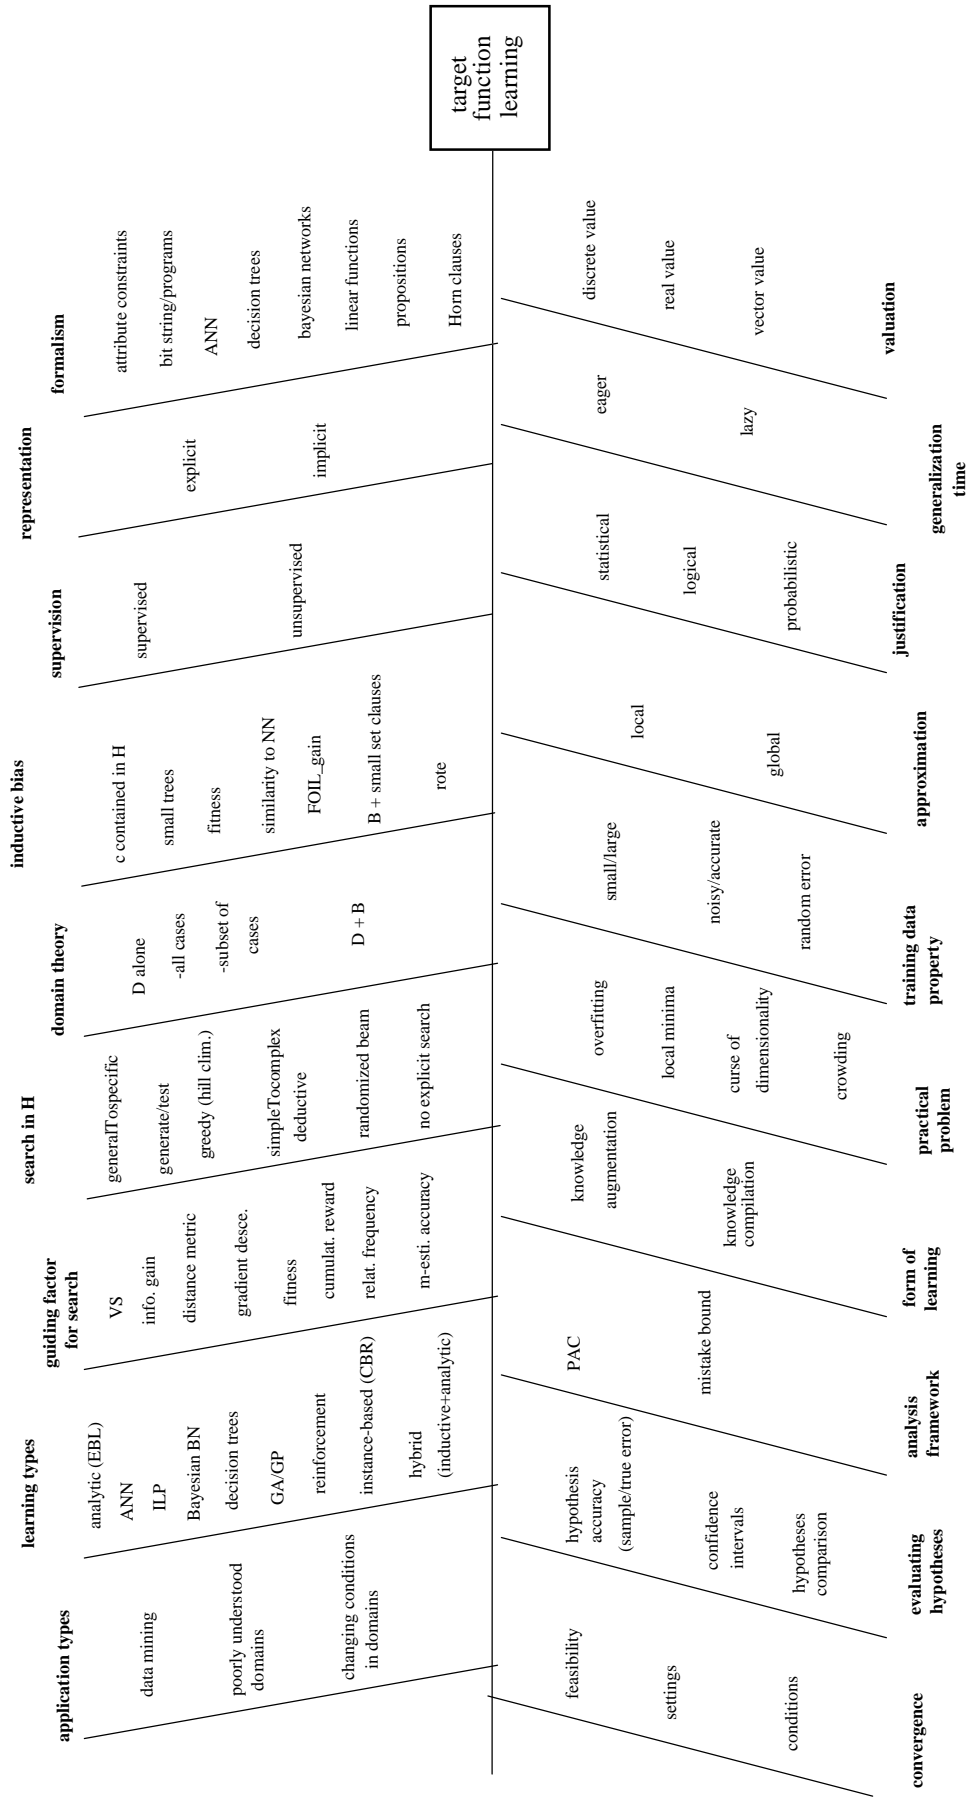 target
function
learning
application types
data mining
poorly understood
domains
changing conditions
in domains
learning types
analytic (EBL)
ANN
ILP
Bayesian BN
decision trees
GA/GP
reinforcement
instance-based (CBR)
hybrid
(inductive+analytic)
guiding factor
for search
VS
info. gain
distance metric
gradient desce.
fitness
cumulat. reward
relat. frequency
m-esti. accuracy
search in H
generalTospecific
generate/test
greedy (hill clim.)
simpleTocomplex
deductive
randomized beam
no explicit search
domain theory
D alone
-all cases
-subset of
cases
D + B
inductive bias
c contained in H
small trees
fitness
similarity to NN
FOIL_gain
B + small set clauses
rote
supervision
supervised
unsupervised
representation
explicit
implicit
formalism
attribute constraints
bit string/programs
ANN
decision trees
bayesian networks
linear functions
propositions
Horn clauses
feasibility
settings
conditions
convergence
hypothesis
accuracy
(sample/true error)
confidence
intervals
hypotheses
comparison
evaluating
hypotheses
PAC
mistake bound
analysis
framework
knowledge
augmentation
knowledge
compilation
form of
learning
overfitting
local minima
curse of
dimensionality
crowding
practical
problem
small/large
noisy/accurate
random error
training data
property
local
global
approximation
statistical
logical
probabilistic
justification
eager
lazy
generalization
time
discrete value
real value
vector value
valuation